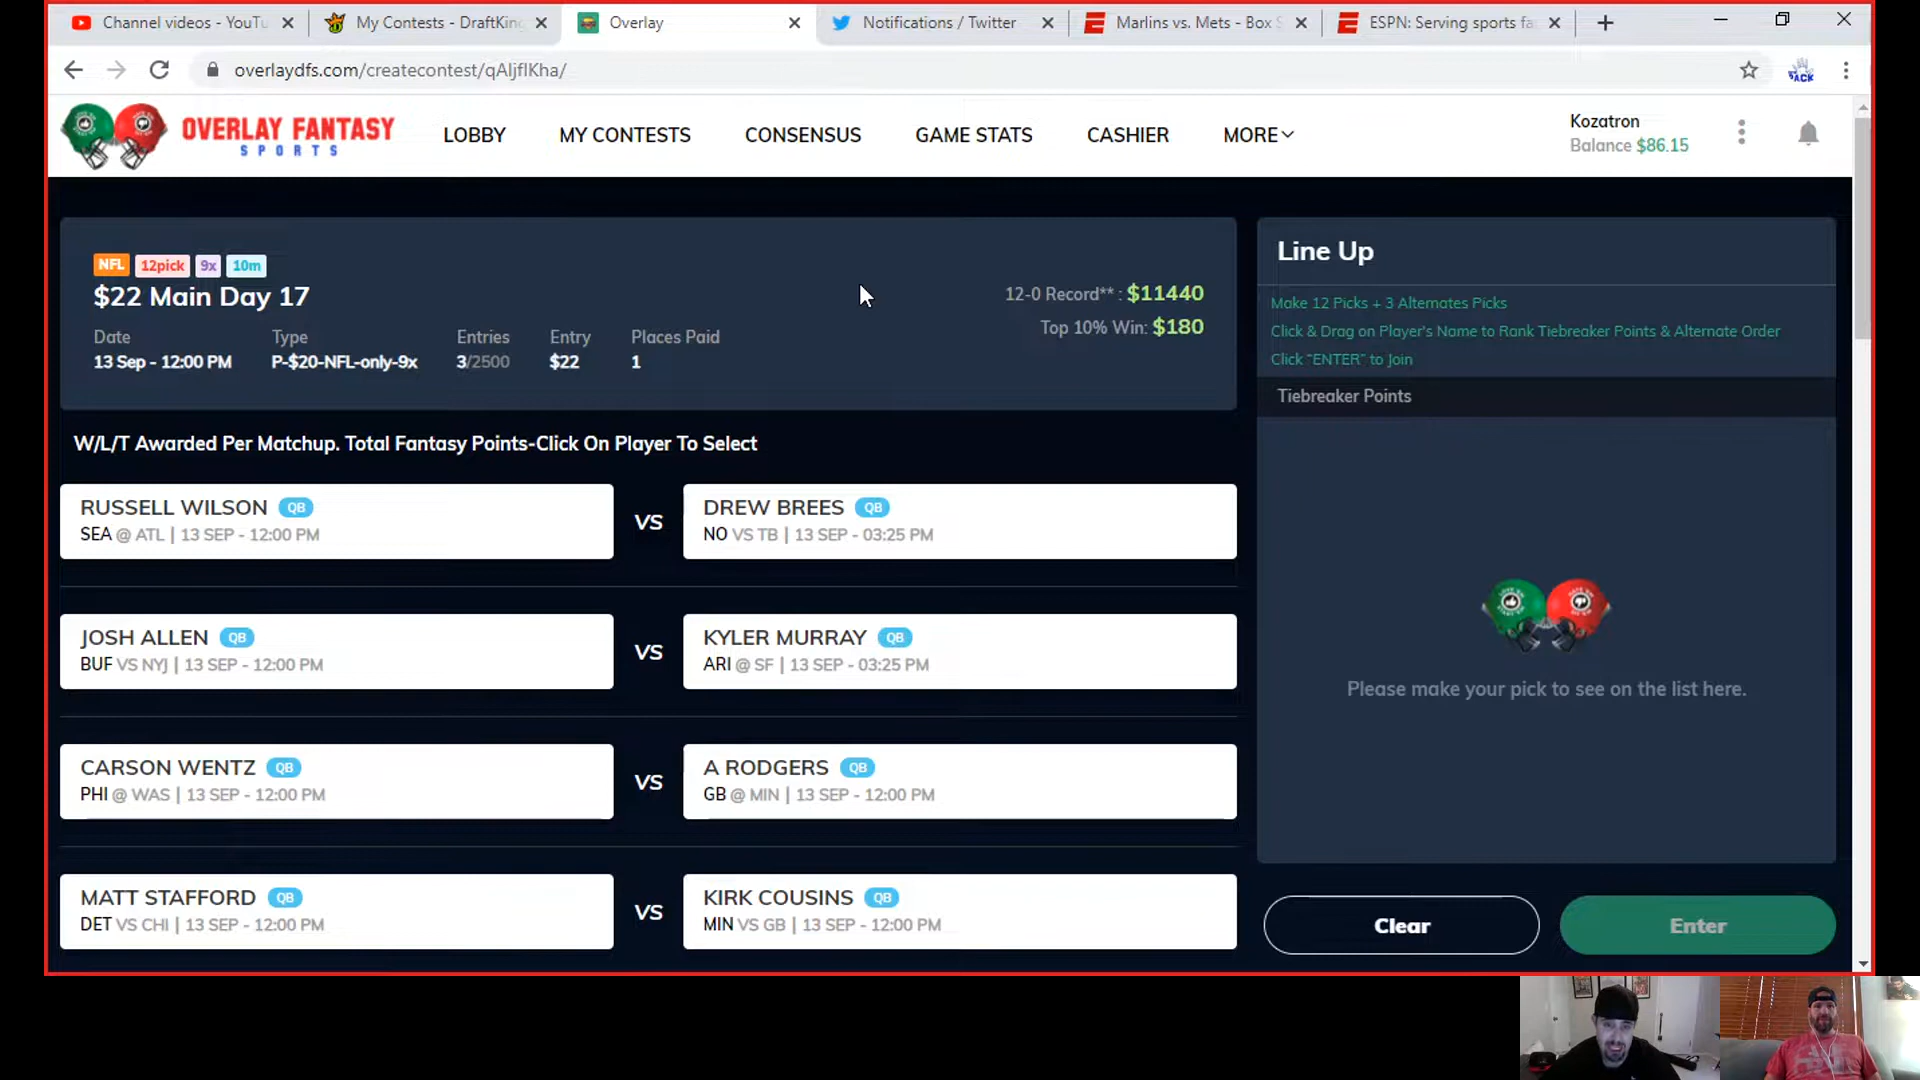 Channel videos - YouTu
My Contests - DraftKing
Overlay
Notifications / Twitter
Marlins vs. Mets - Box S
ESPN: Serving sports fa
overlaydfs.com/createcontest/qAljflKha/
OVERLAY FANTASY
SPORTS
LOBBY
MY CONTESTS
CONSENSUS
GAME STATS
CASHIER
MORE
Kozatron
Balance $86.15
NFL 12pick 9x 10m
$22 Main Day 17
Date Type Entries Entry Places Paid
13 Sep - 12:00 PM P-$20-NFL-only-9x 3/2500 $22 1
12-0 Record** : $11440
Top 10% Win: $180
W/L/T Awarded Per Matchup. Total Fantasy Points-Click On Player To Select
RUSSELL WILSON QB
SEA @ ATL | 13 SEP - 12:00 PM
VS
DREW BREES QB
NO VS TB | 13 SEP - 03:25 PM
JOSH ALLEN QB
BUF VS NYJ | 13 SEP - 12:00 PM
VS
KYLER MURRAY QB
ARI @ SF | 13 SEP - 03:25 PM
CARSON WENTZ QB
PHI @ WAS | 13 SEP - 12:00 PM
VS
A RODGERS QB
GB @ MIN | 13 SEP - 12:00 PM
MATT STAFFORD QB
DET VS CHI | 13 SEP - 12:00 PM
VS
KIRK COUSINS QB
MIN VS GB | 13 SEP - 12:00 PM
Line Up
Make 12 Picks + 3 Alternates Picks
Click & Drag on Player's Name to Rank Tiebreaker Points & Alternate Order
Click "ENTER" to Join
Tiebreaker Points
Please make your pick to see on the list here.
Clear
Enter